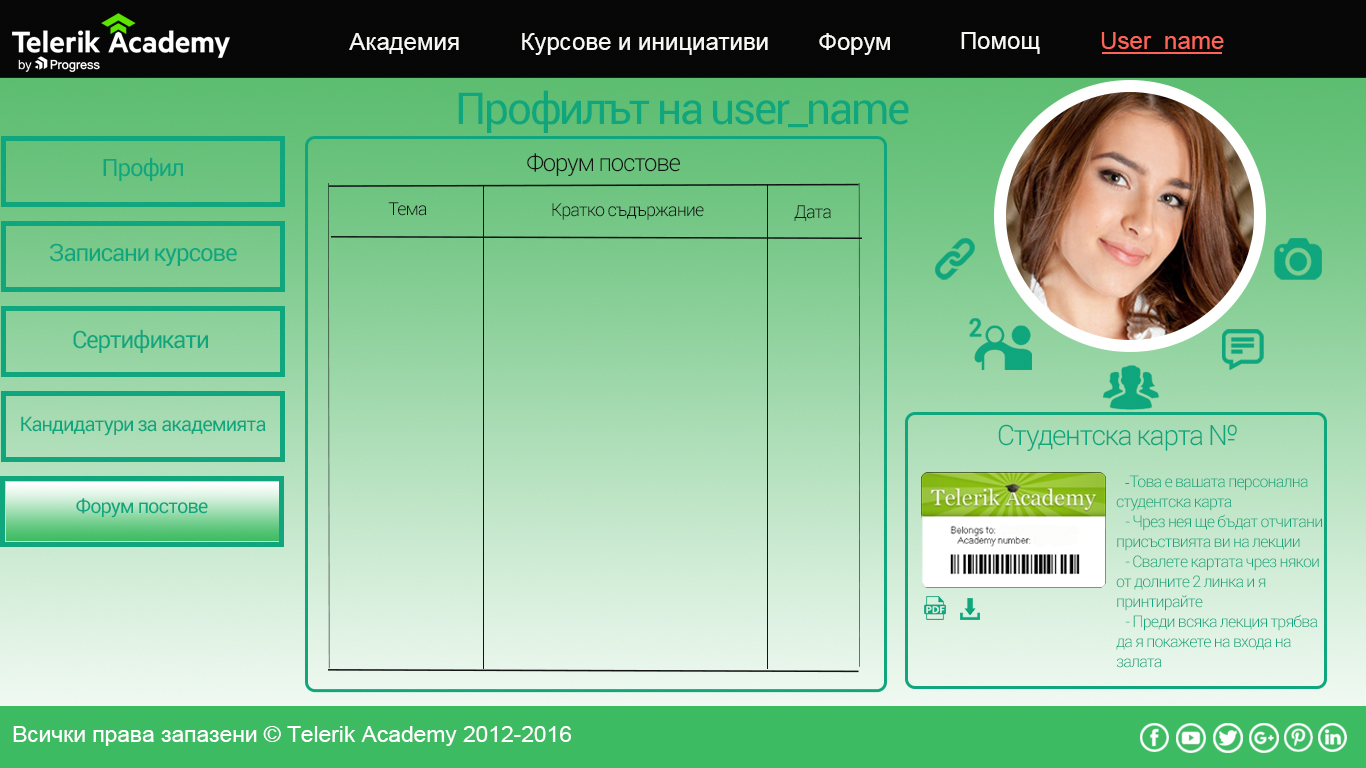 Telerik Academy
by Progress
Академия
Курсове и инициативи
Форум
Помощ
User_name
Профилът на user_name
Профил
Записани курсове
Сертификати
Кандидатури за академията
Форум постове
Форум постове
Тема
Кратко съдържание
Дата
2
Студентска карта №
Telerik Academy
Belongs to:
Academy number:
PDF
-Това е вашата персонална
студентска карта
- Чрез нея ще бъдат отчитани
присъствията ви на лекции
- Свалете картата чрез някои
от долните 2 линка и я
принтирайте
- Преди всяка лекция трябва
да я покажете на входа на
залата
Всички права запазени © Telerik Academy 2012-2016